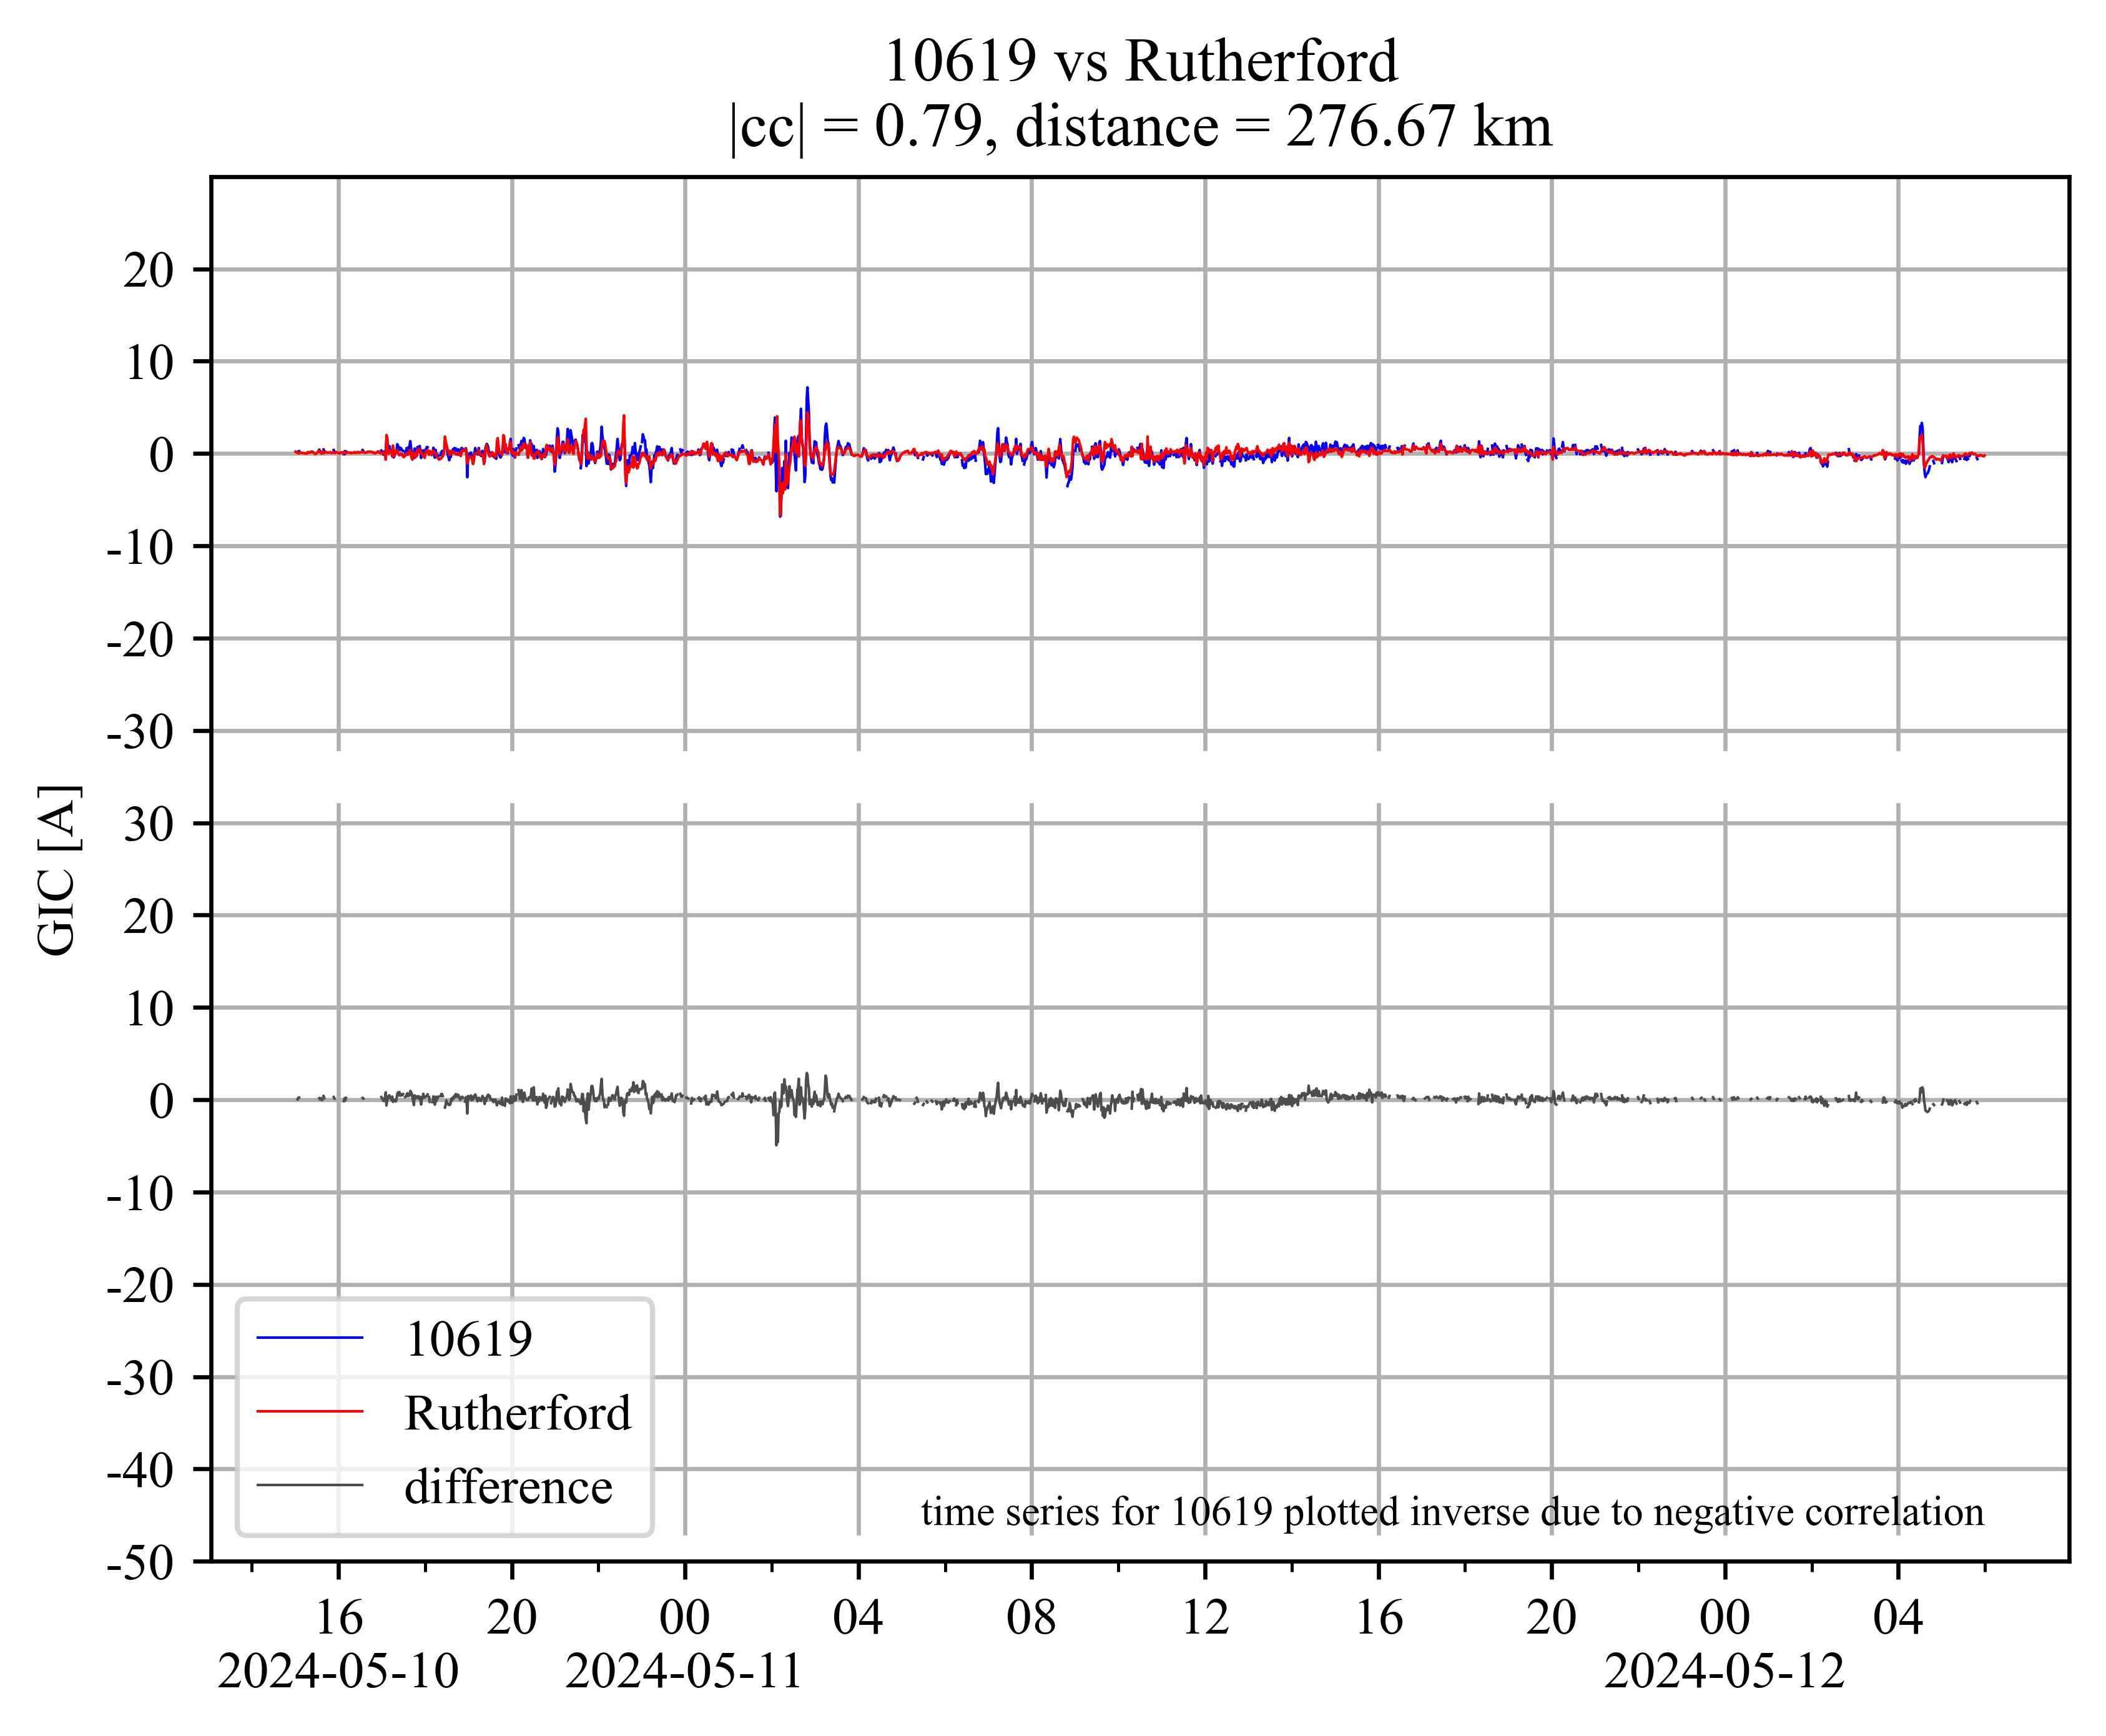 10619 vs Rutherford
|cc| = 0.79, distance = 276.67 km
20
10
0
-10
-20
-30
30
20
10
0
-10
-20
-30
-40
-50
GIC [A]
10619
Rutherford
difference
time series for 10619 plotted inverse due to negative correlation
16 20 00 04 08 12 16 20 00 04
2024-05-10 2024-05-11 2024-05-12